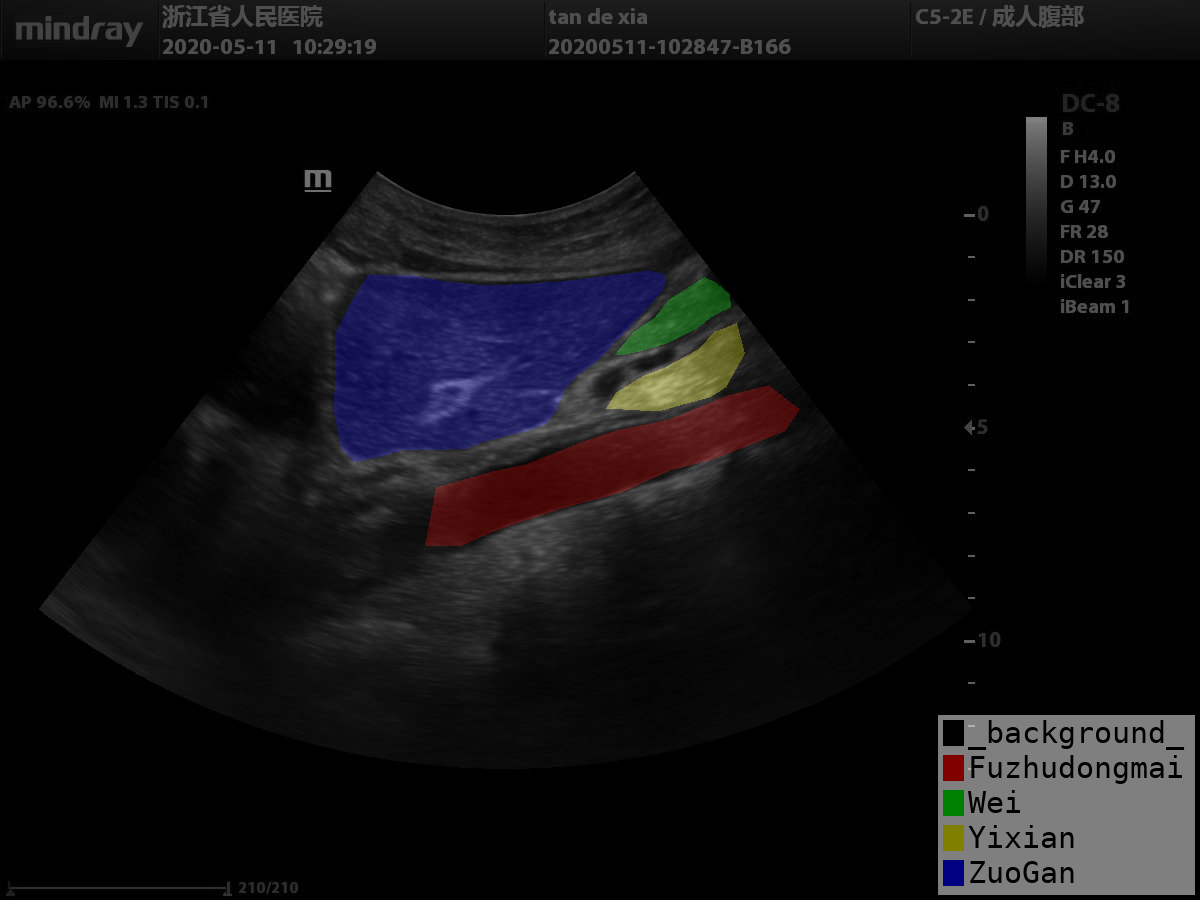 mindray
浙江省人民医院
2020-05-11 10:29:19
tan de xia
20200511-102847-B166
C5-2E / 成人腹部
AP 96.6% MI 1.3 TIS 0.1
DC-8
B
F H4.0
D 13.0
G 47
FR 28
DR 150
iClear 3
iBeam 1
m
0
5
10
_background_
Fuzhudongmai
Wei
Yixian
ZuoGan
210/210